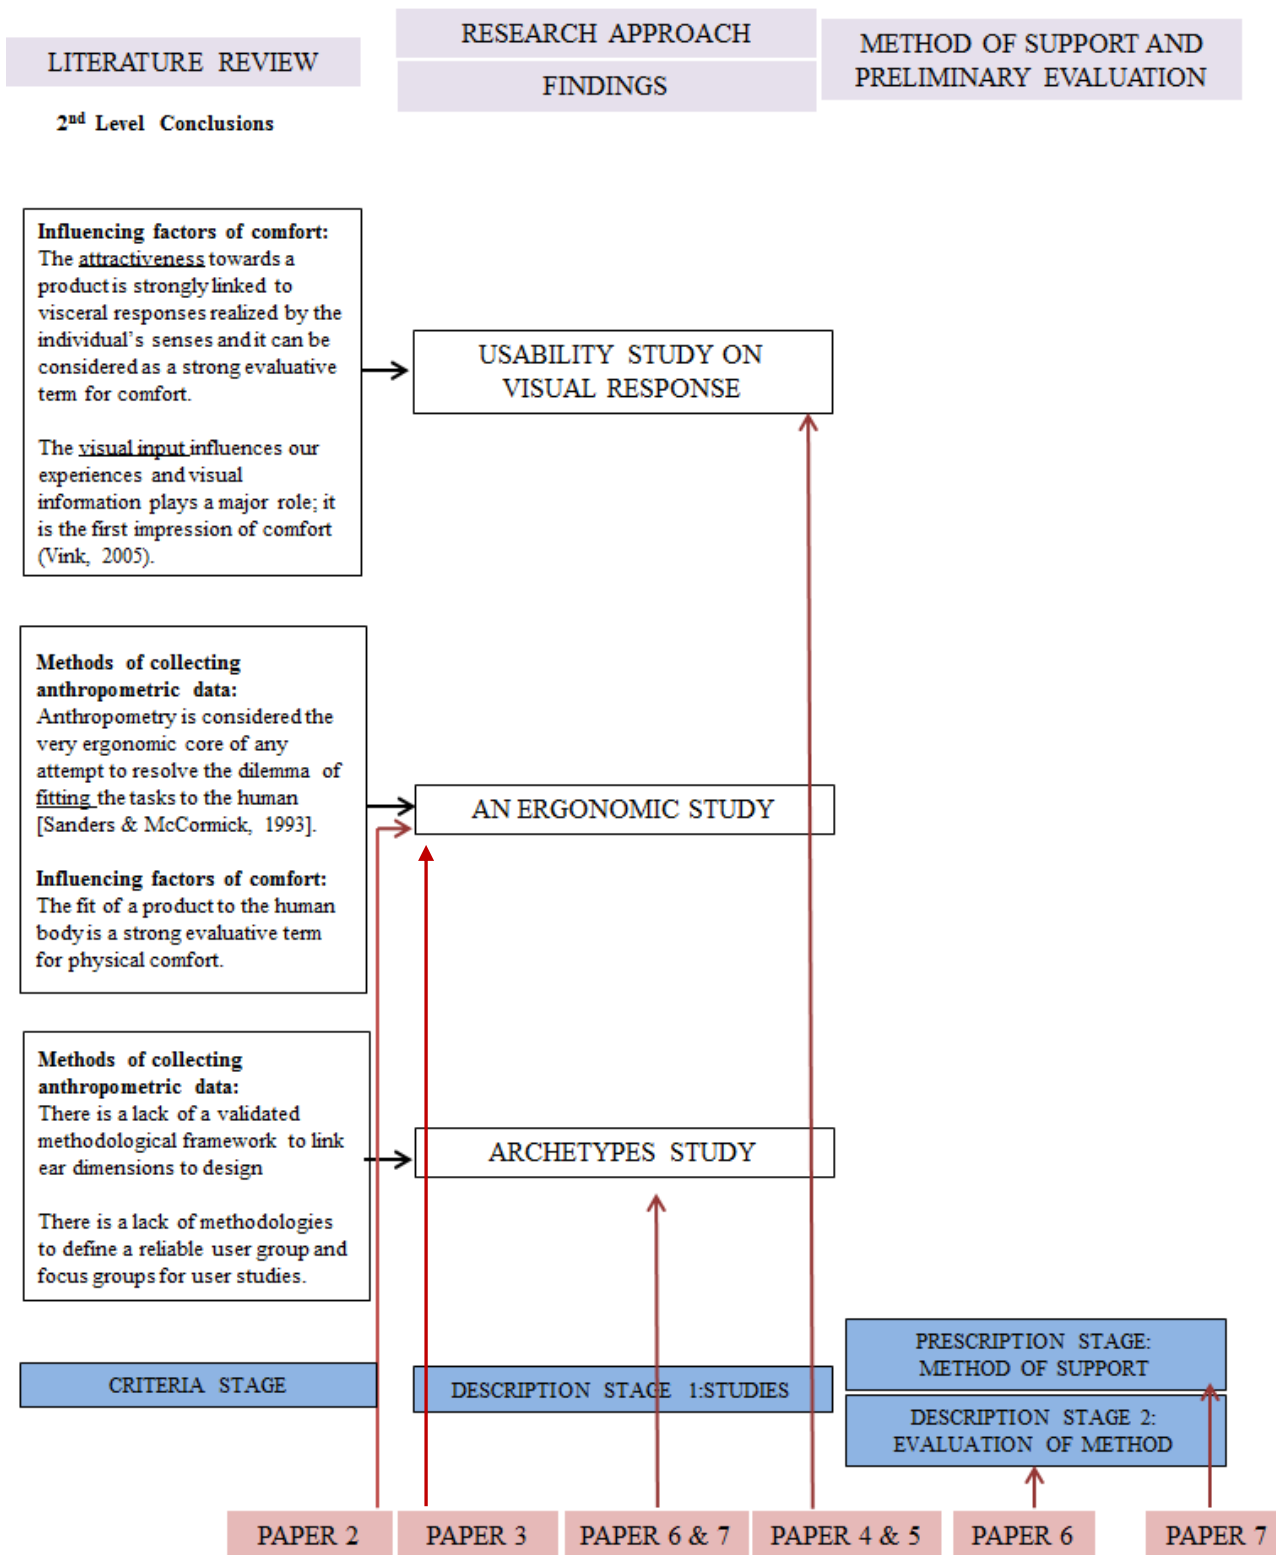 LITERATURE REVIEW
RESEARCH APPROACH
FINDINGS
METHOD OF SUPPORT AND
PRELIMINARY EVALUATION
2nd Level Conclusions
Influencing factors of comfort:
The attractiveness towards a
product is strongly linked to
visceral responses realized by the
individual's senses and it can be
considered as a strong evaluative
term for comfort.
The visual input influences our
experiences and visual
information plays a major role; it
is the first impression of comfort
(Vink, 2005).
USABILITY STUDY ON
VISUAL RESPONSE
Methods of collecting
anthropometric data:
Anthropometry is considered the
very ergonomic core of any
attempt to resolve the dilemma of
fitting the tasks to the human
[Sanders & McCormick, 1993].
Influencing factors of comfort:
The fit of a product to the human
body is a strong evaluative term
for physical comfort.
AN ERGONOMIC STUDY
Methods of collecting
anthropometric data:
There is a lack of a validated
methodological framework to link
ear dimensions to design
There is a lack of methodologies
to define a reliable user group and
focus groups for user studies.
ARCHETYPES STUDY
CRITERIA STAGE
DESCRIPTION STAGE 1:STUDIES
PRESCRIPTION STAGE:
METHOD OF SUPPORT
DESCRIPTION STAGE 2:
EVALUATION OF METHOD
PAPER 2
PAPER 3
PAPER 6 & 7
PAPER 4 & 5
PAPER 6
PAPER 7